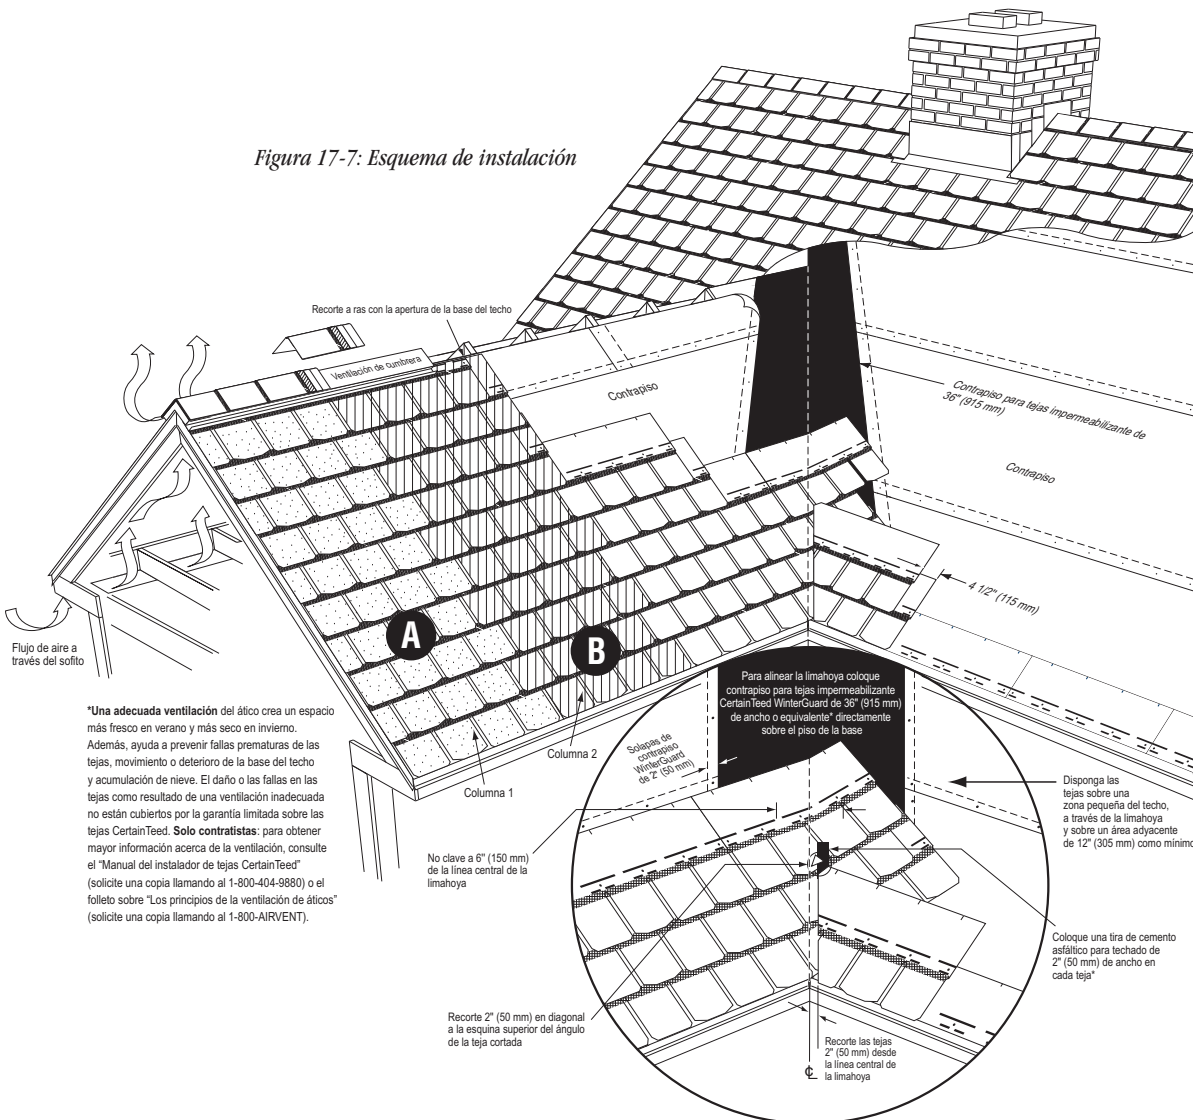 Figura 17-7: Esquema de instalación
Recorte a ras con la apertura de la base del techo
Ventilación de cumbrera
Contrapiso
Contrapiso para tejas impermeabilizante de
36" (915 mm)
Contrapiso
4 1/2" (115 mm)
A
B
Flujo de aire a
través del sofito
*Una adecuada ventilación del ático crea un espacio
más fresco en verano y más seco en invierno.
Además, ayuda a prevenir fallas prematuras de las
tejas, movimiento o deterioro de la base del techo
y acumulación de nieve. El daño o las fallas en las
tejas como resultado de una ventilación inadecuada
no están cubiertos por la garantía limitada sobre las
tejas CertainTeed. Solo contratistas: para obtener
mayor información acerca de la ventilación, consulte
el "Manual del instalador de tejas CertainTeed"
(solicite una copia llamando al 1-800-404-9880) o el
folleto sobre "Los principios de la ventilación de áticos"
(solicite una copia llamando al 1-800-AIRVENT).
Columna 1
Columna 2
Para alinear la limahoya coloque
contrapiso para tejas impermeabilizante
CertainTeed WinterGuard de 36" (915 mm)
de ancho o equivalente* directamente
sobre el piso de la base
Solapas de
contrapiso
WinterGuard
de 2" (50 mm)
Disponga las
tejas sobre una
zona pequeña del techo,
a través de la limahoya
y sobre un área adyacente
de 12" (305 mm) como mínimo
No clave a 6" (150 mm)
de la línea central de la
limahoya
Coloque una tira de cemento
asfáltico para techado de
2" (50 mm) de ancho en
cada teja*
Recorte 2" (50 mm) en diagonal
a la esquina superior del ángulo
de la teja cortada
Recorte las tejas
2" (50 mm) desde
la línea central de
la limahoya
℄